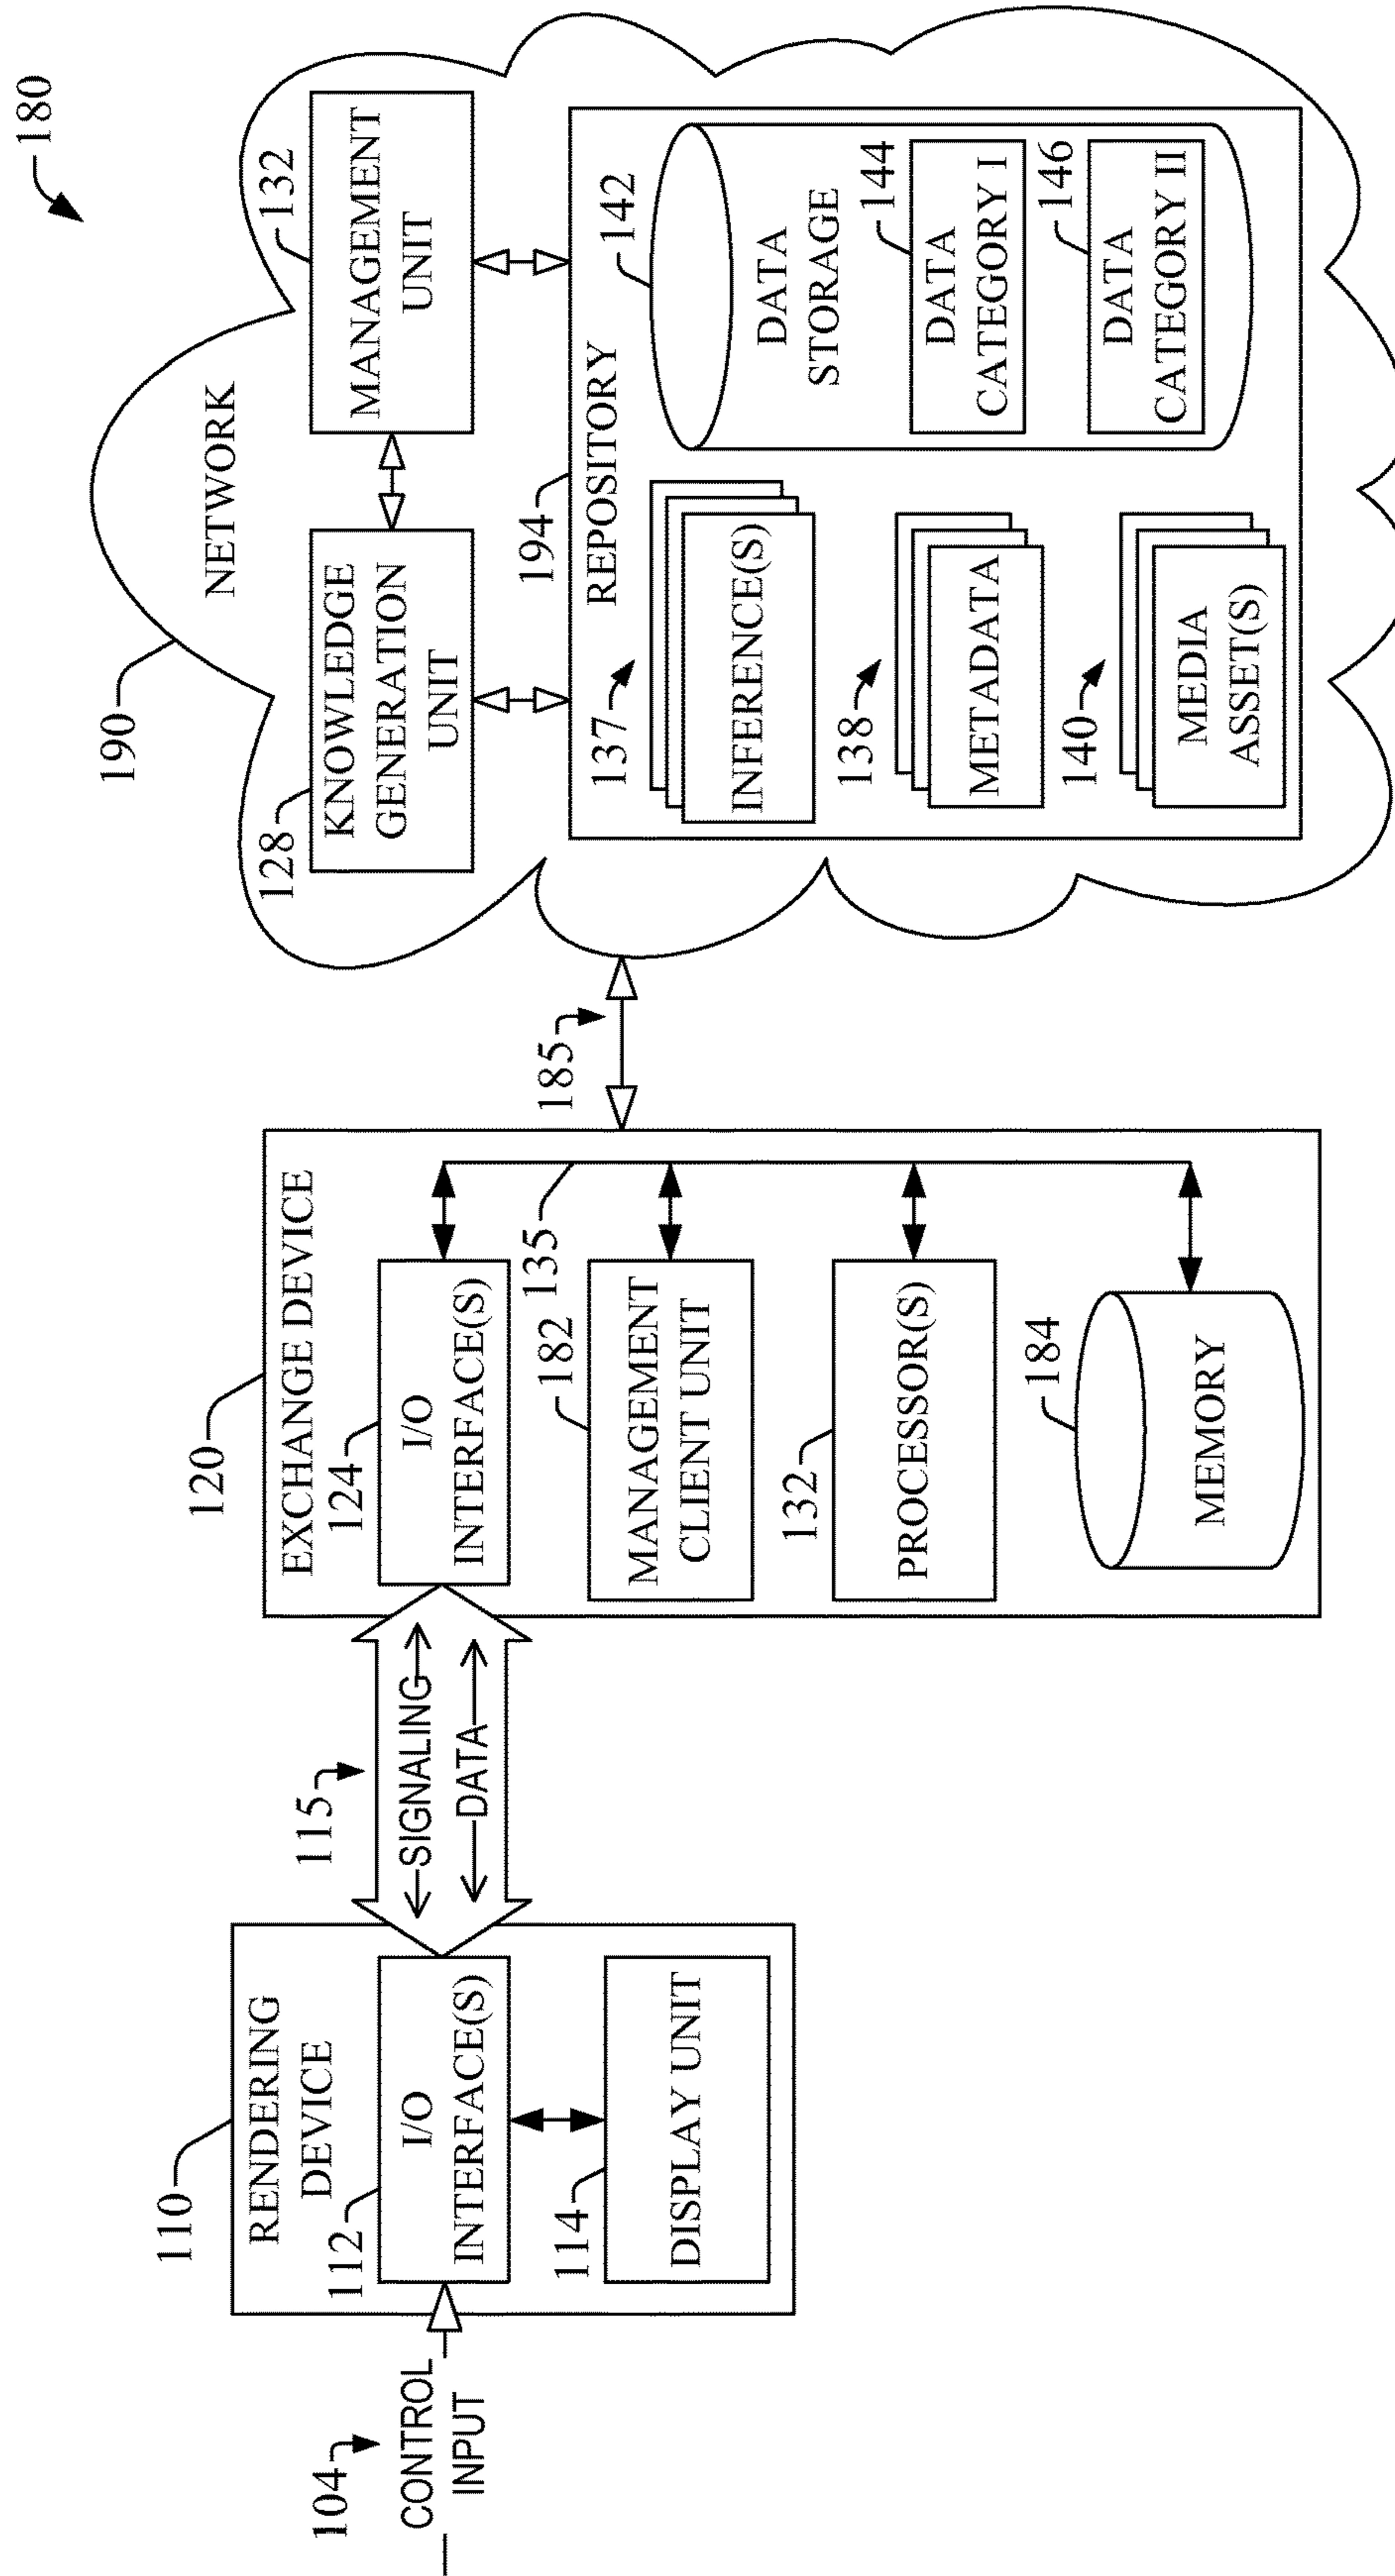 180
104
CONTROL
INPUT
110
RENDERING
DEVICE
112
I/O
INTERFACE(S)
114
DISPLAY UNIT
115
SIGNALING
DATA
120
EXCHANGE DEVICE
124
I/O
INTERFACE(S)
135
182
MANAGEMENT
CLIENT UNIT
132
PROCESSOR(S)
184
MEMORY
185
190
NETWORK
128
KNOWLEDGE
GENERATION
UNIT
132
MANAGEMENT
UNIT
194
REPOSITORY
137
INFERENCE(S)
138
METADATA
140
MEDIA
ASSET(S)
142
DATA
STORAGE
144
DATA
CATEGORY I
146
DATA
CATEGORY II